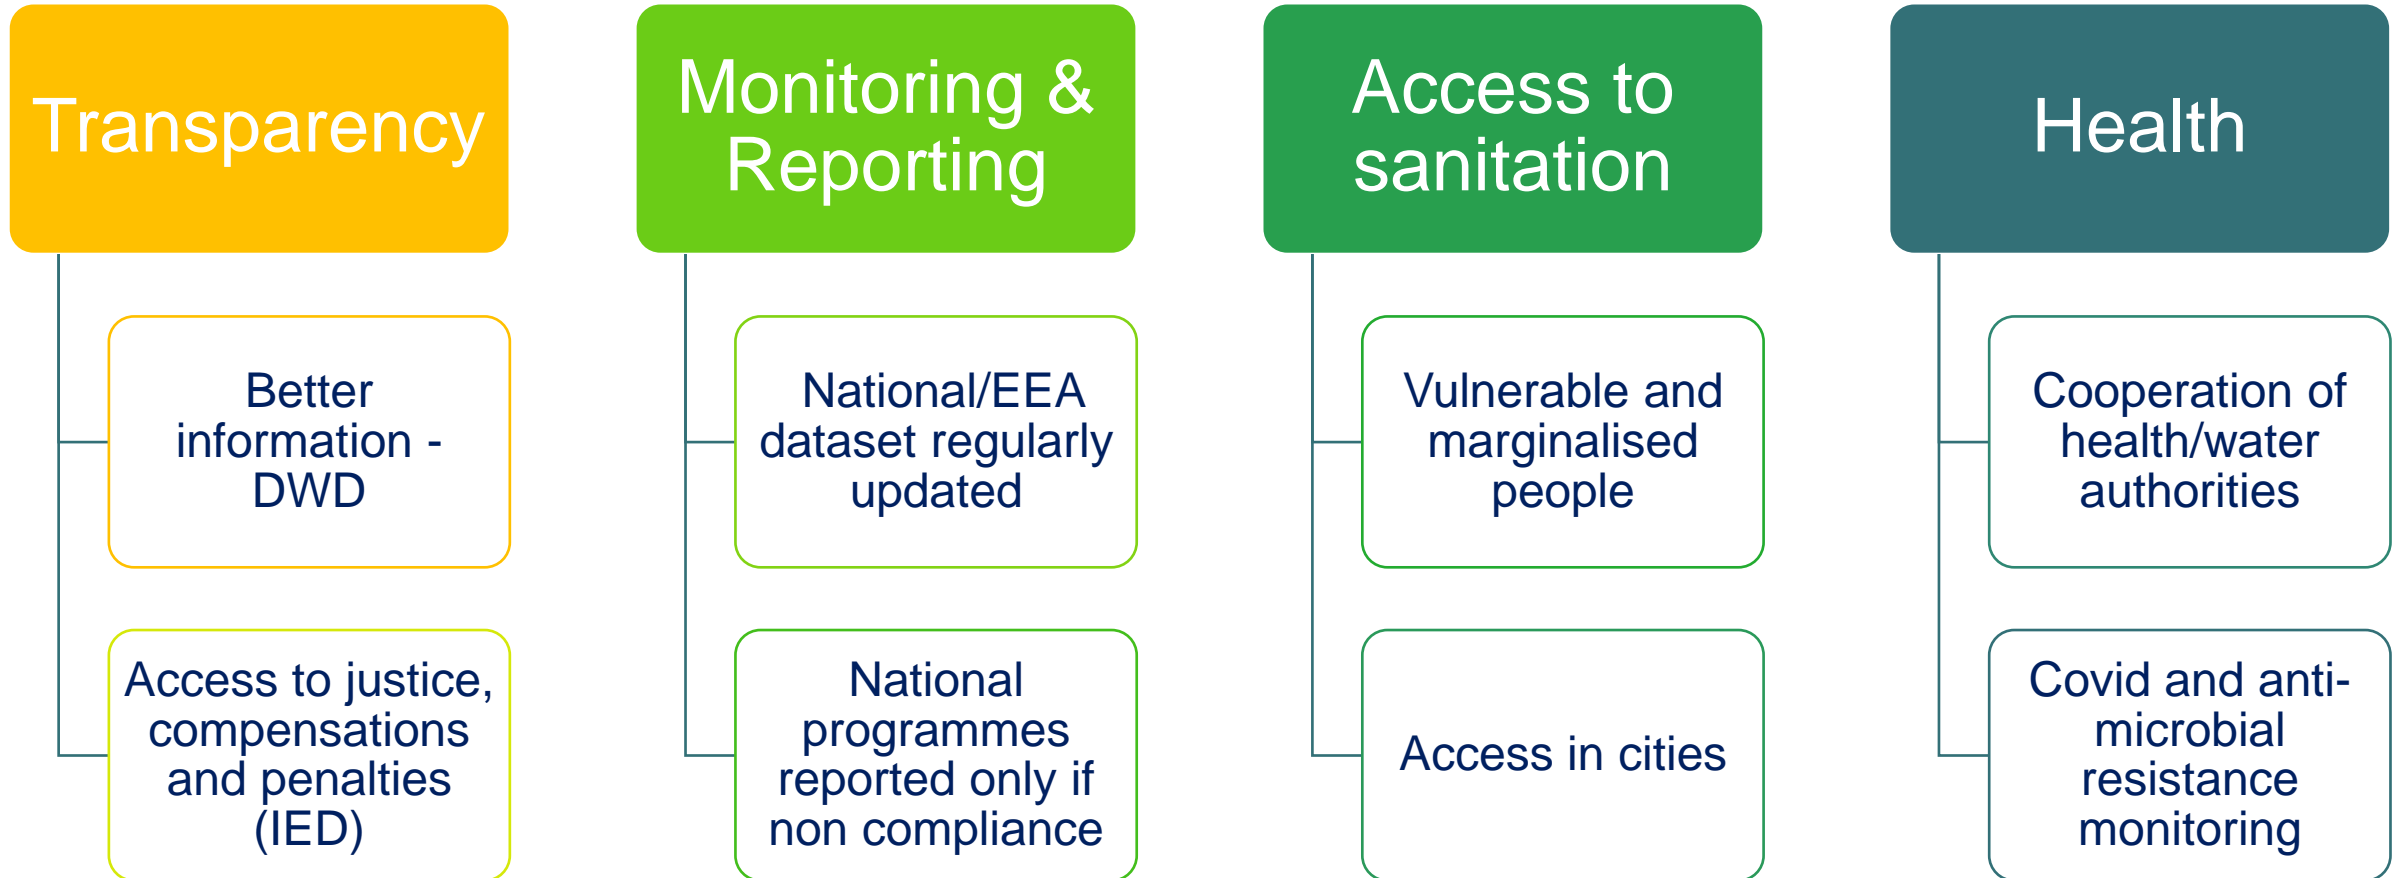 Transparency
Better
information -
DWD
Access to justice,
compensations
and penalties
(IED)
Monitoring &
Reporting
National/EEA
dataset regularly
updated
National
programmes
reported only if
non compliance
Access to
sanitation
Vulnerable and
marginalised
people
Access in cities
Health
Cooperation of
health/water
authorities
Covid and anti-
microbial
resistance
monitoring